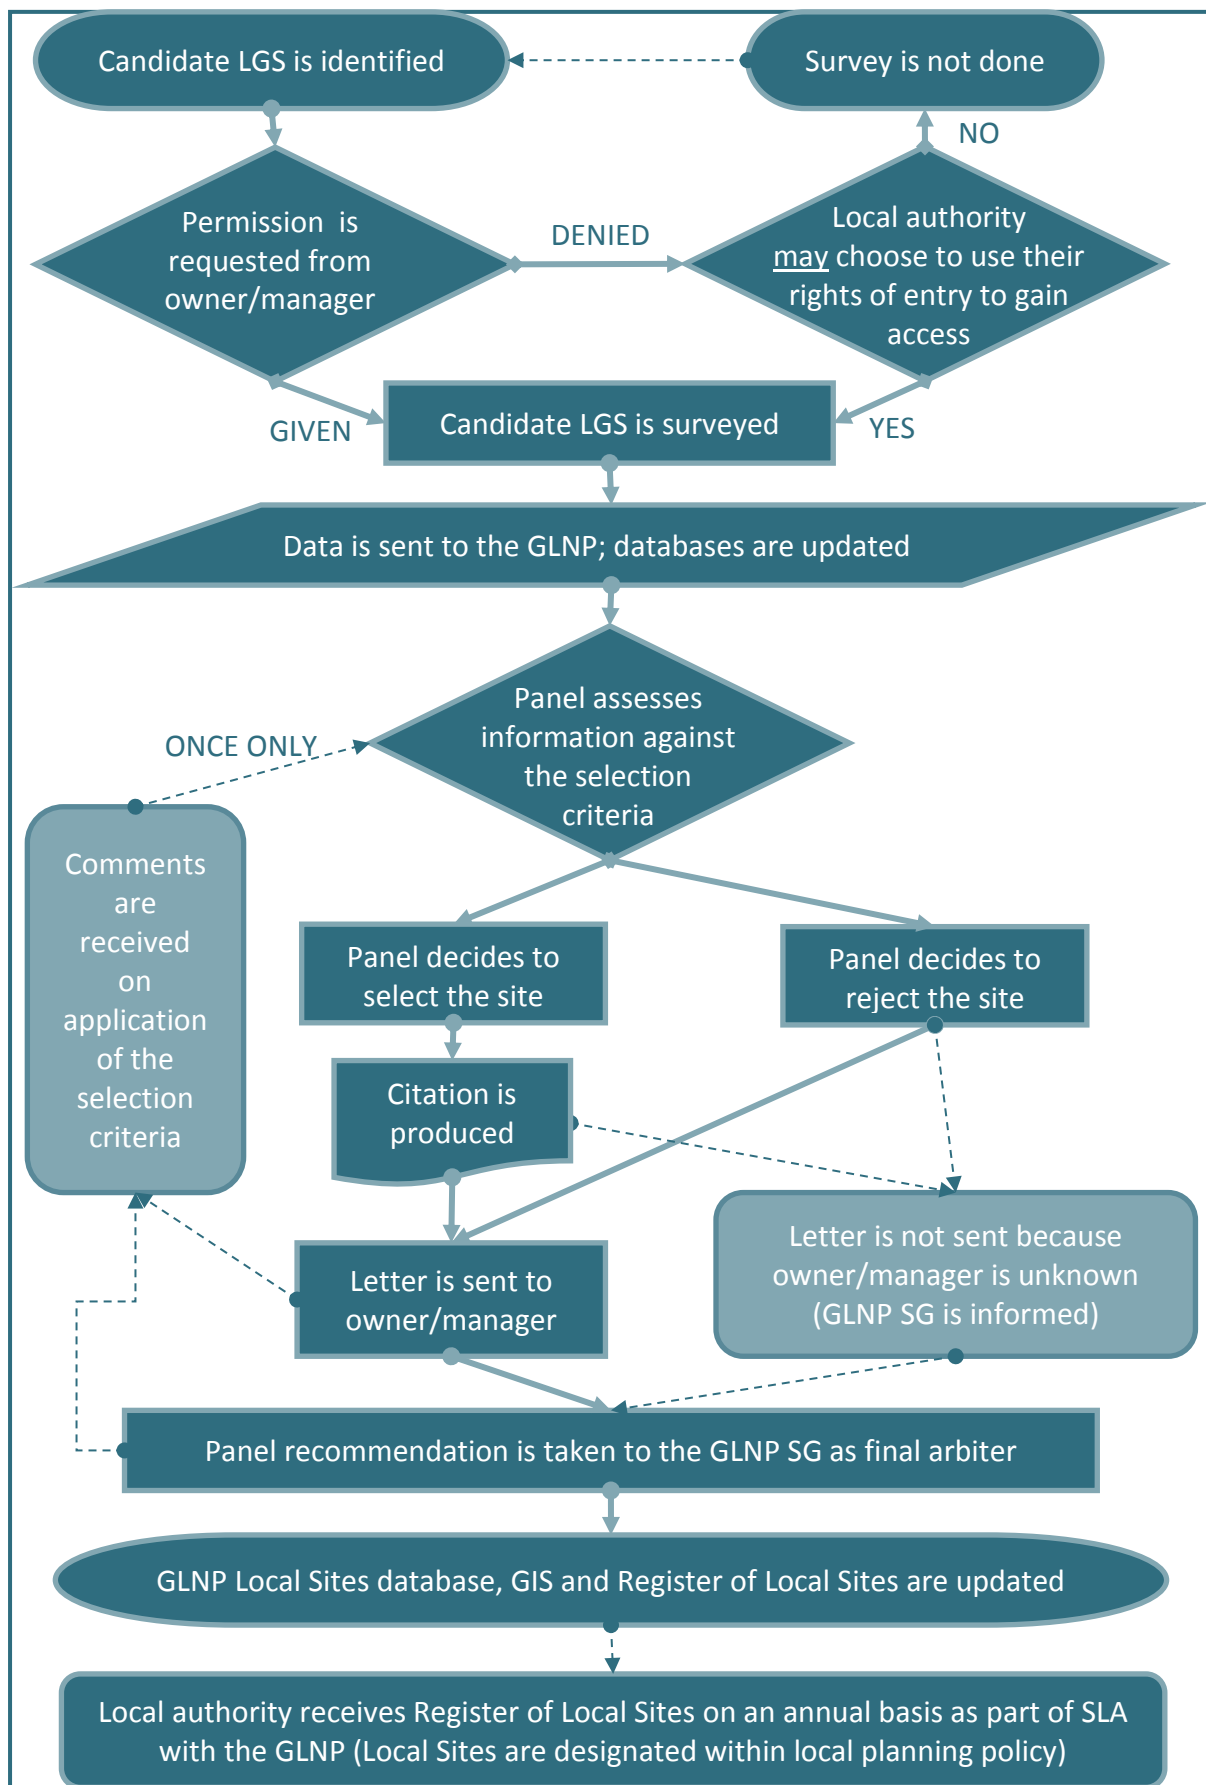 Candidate LGS is identified
Survey is not done
NO
Permission is
requested from
owner/manager
DENIED
Local authority
may choose to use their
rights of entry to gain
access
GIVEN
Candidate LGS is surveyed
YES
Data is sent to the GLNP; databases are updated
Panel assesses
information against
the selection
criteria
ONCE ONLY
Comments
are
received
on
application
of the
selection
criteria
Panel decides to
select the site
Panel decides to
reject the site
Citation is
produced
Letter is sent to
owner/manager
Letter is not sent because
owner/manager is unknown
(GLNP SG is informed)
Panel recommendation is taken to the GLNP SG as final arbiter
GLNP Local Sites database, GIS and Register of Local Sites are updated
Local authority receives Register of Local Sites on an annual basis as part of SLA
with the GLNP (Local Sites are designated within local planning policy)